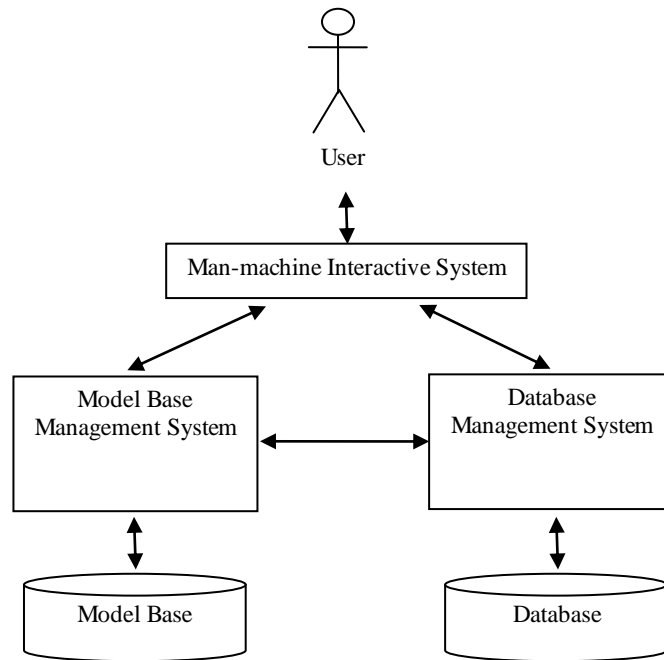 User
Man-machine Interactive System
Model Base
Management System
Database
Management System
Model Base
Database